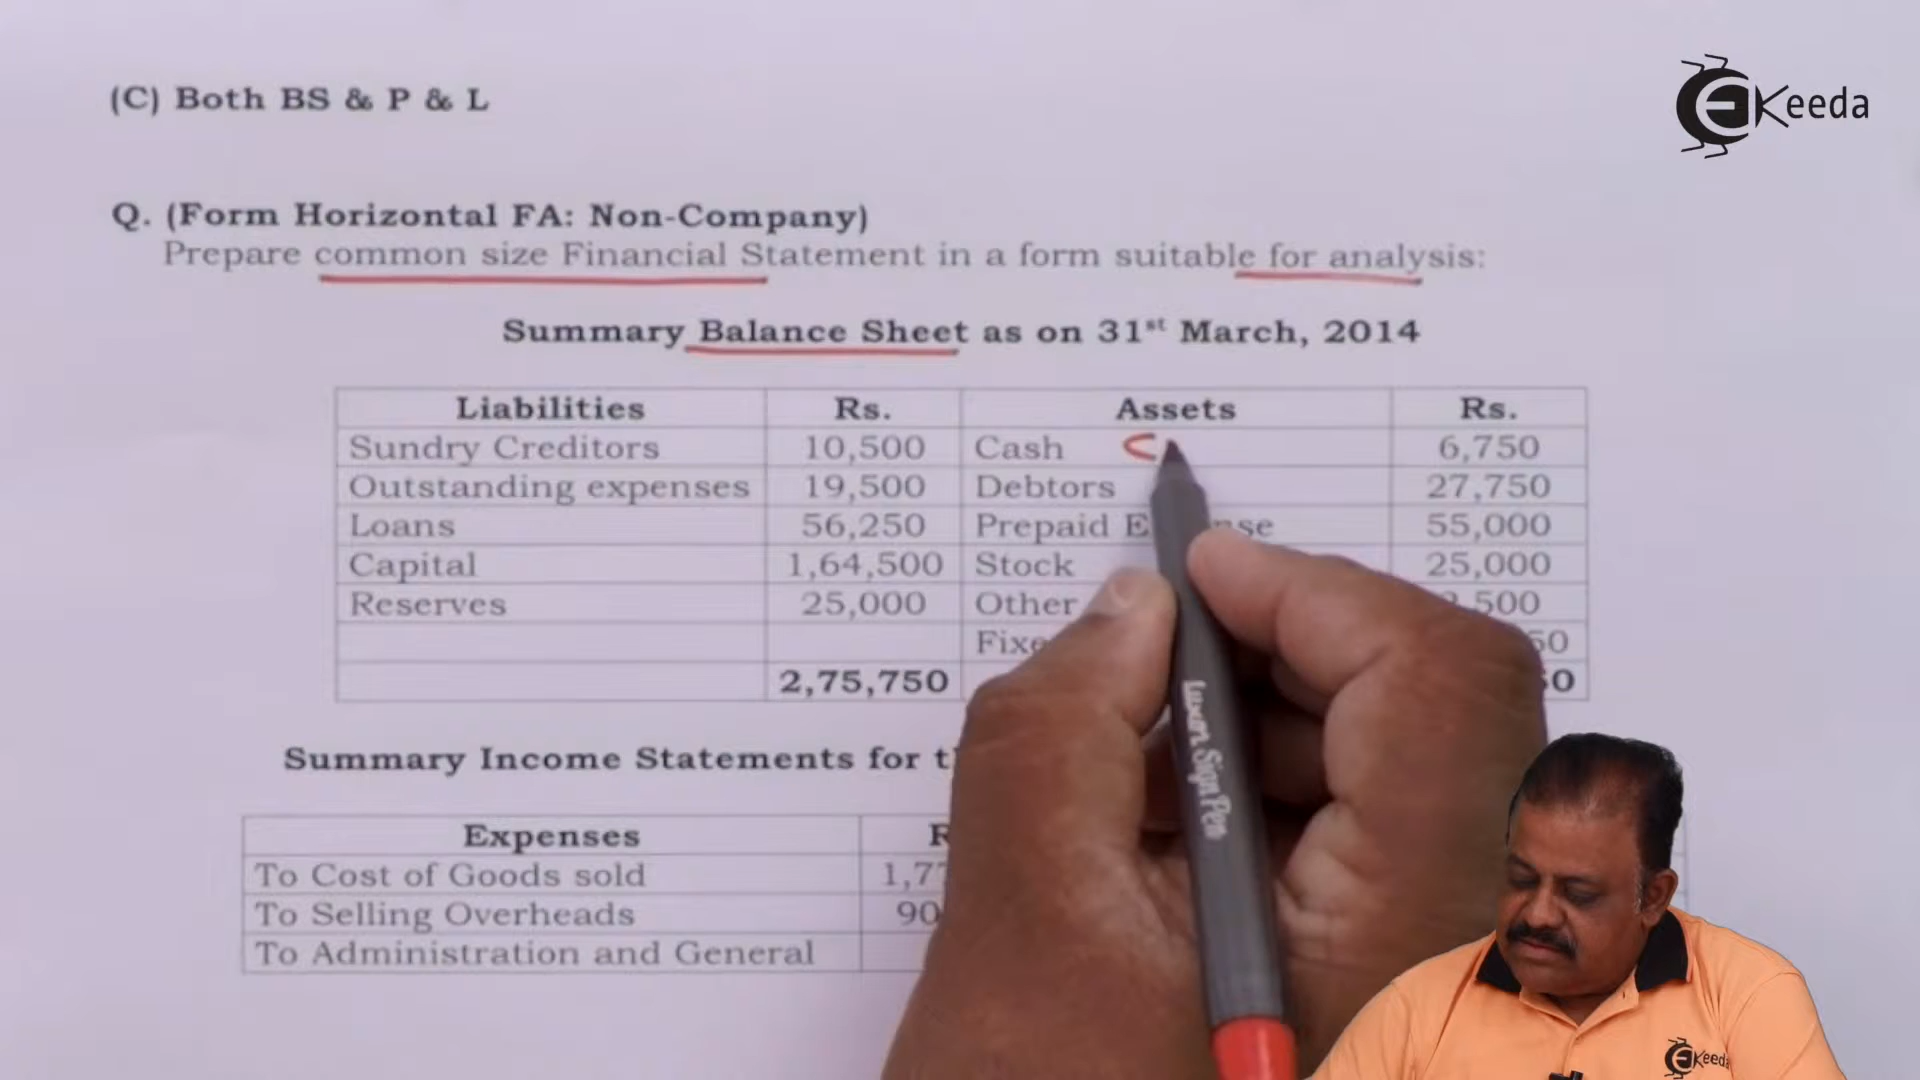 (C) Both BS & P & L
Keeda
Q. (Form Horizontal FA: Non-Company)
Prepare common size Financial Statement in a form suitable for analysis:
Summary Balance Sheet as on 31st March, 2014
Liabilities Rs. Assets Rs.
Sundry Creditors 10,500 Cash C 6,750
Outstanding expenses 19,500 Debtors 27,750
Loans 56,250 Prepaid 55,000
Capital 1,64,500 Stock 25,000
Reserves 25,000 Other
2,75,750
Summary Income Statements for
Expenses
To Cost of Goods sold
To Selling Overheads
To Administration and General
Luxor Sign Pen
Keeda